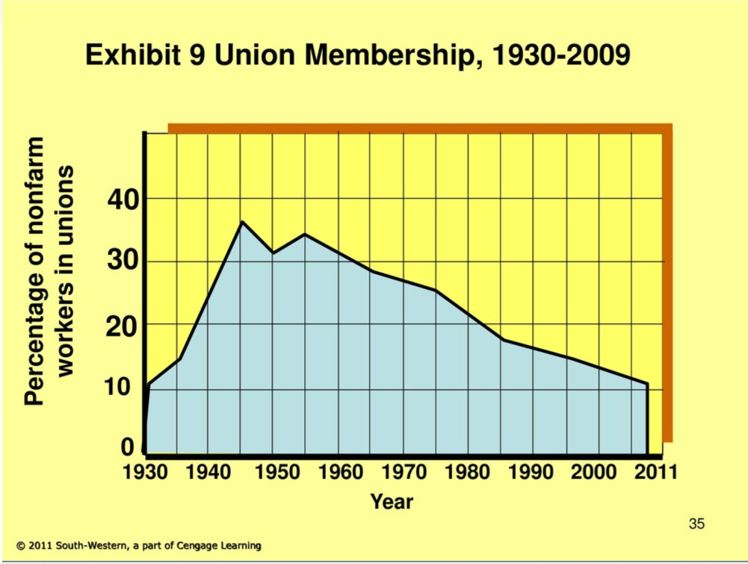 Exhibit 9 Union Membership, 1930-2009
Percentage of nonfarm
workers in unions
40
30
20
10
0
1930 1940 1950 1960 1970 1980 1990 2000 2011
Year
35
© 2011 South-Western, a part of Cengage Learning